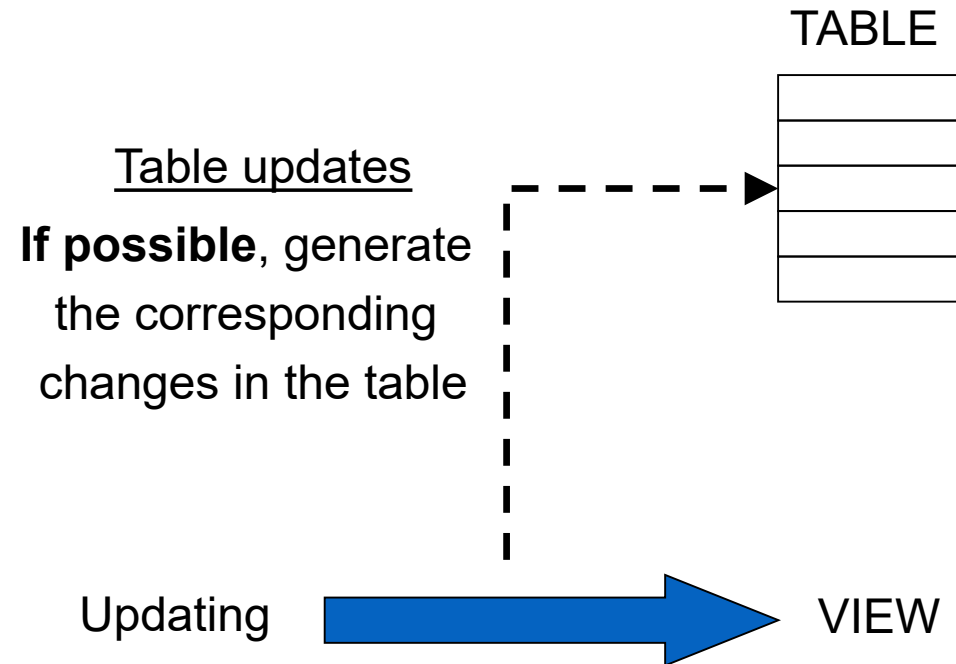 TABLE
Table updates
If possible, generate
the corresponding
changes in the table
Updating
VIEW